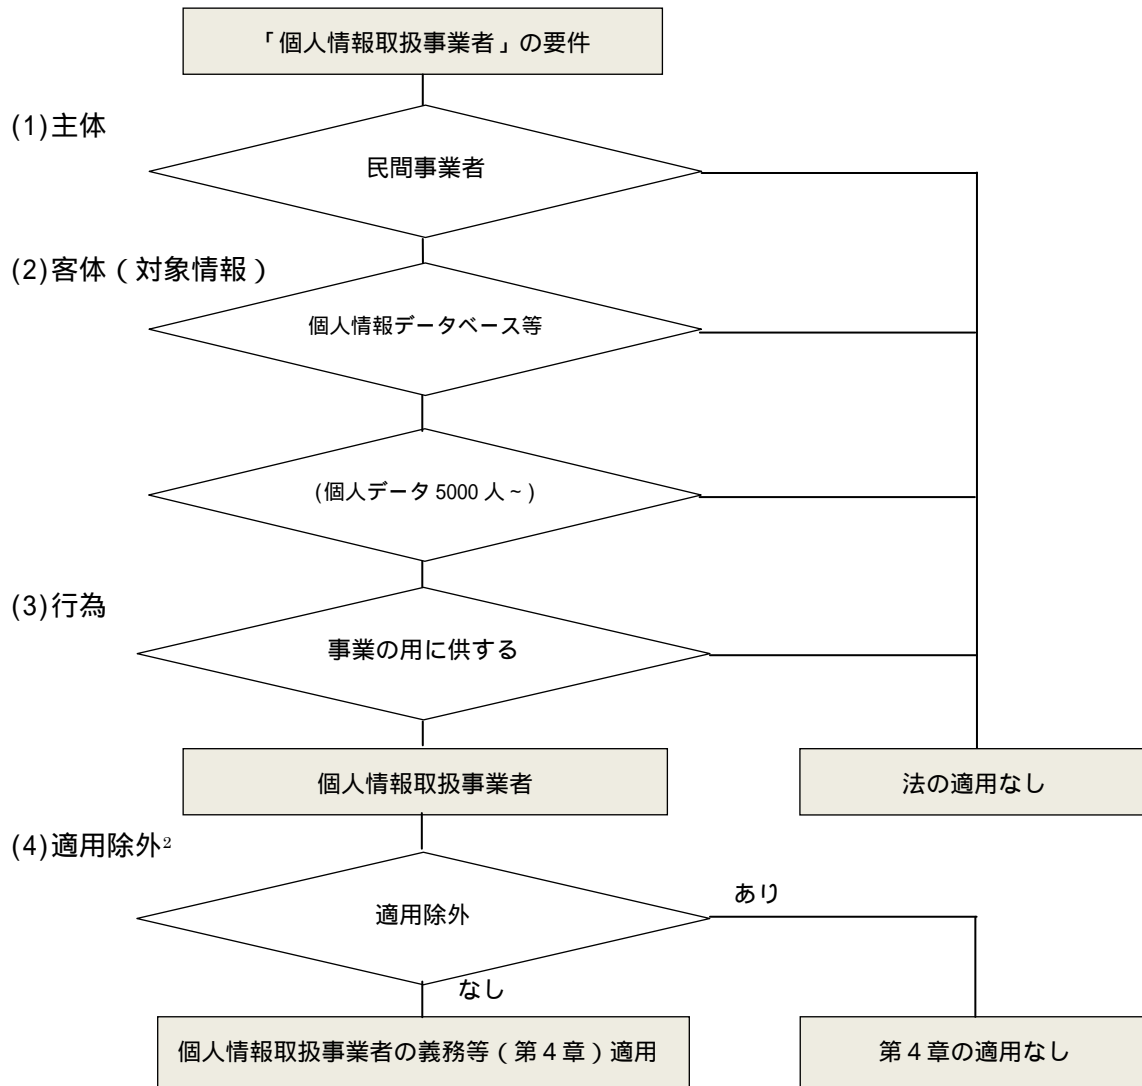 「個人情報取扱事業者」の要件
(1)主体
民間事業者
(2)客体(対象情報)
個人情報データベース等
(個人データ 5000 人~)
(3)行為
事業の用に供する
個人情報取扱事業者
法の適用なし
(4)適用除外2
適用除外
あり
なし
個人情報取扱事業者の義務等(第4章)適用
第4章の適用なし